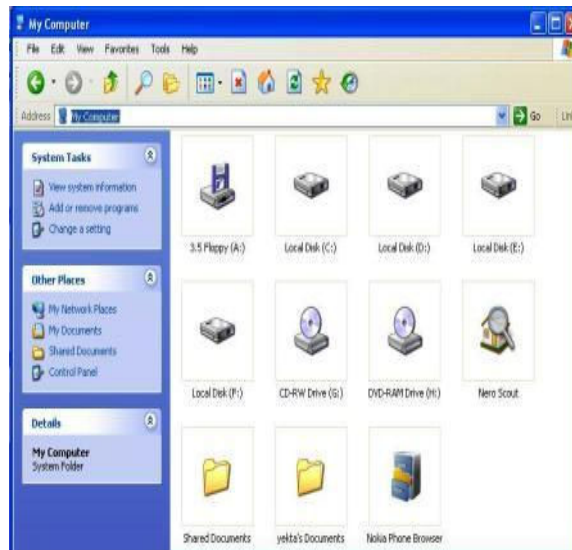 My Computer
File Edit View Favorites Tools Help
Address My Computer Go
System Tasks
View system information
Add or remove programs
Change a setting
Other Places
My Network Places
My Documents
Shared Documents
Control Panel
Details
My Computer
System Folder
3.5 Floppy (A:) Local Disk (C:) Local Disk (D:) Local Disk (E:)
Local Disk (F:) CD-RW Drive (G:) DVD-RAM Drive (H:) Nero Scout
Shared Documents yekta's Documents Nokia Phone Browser